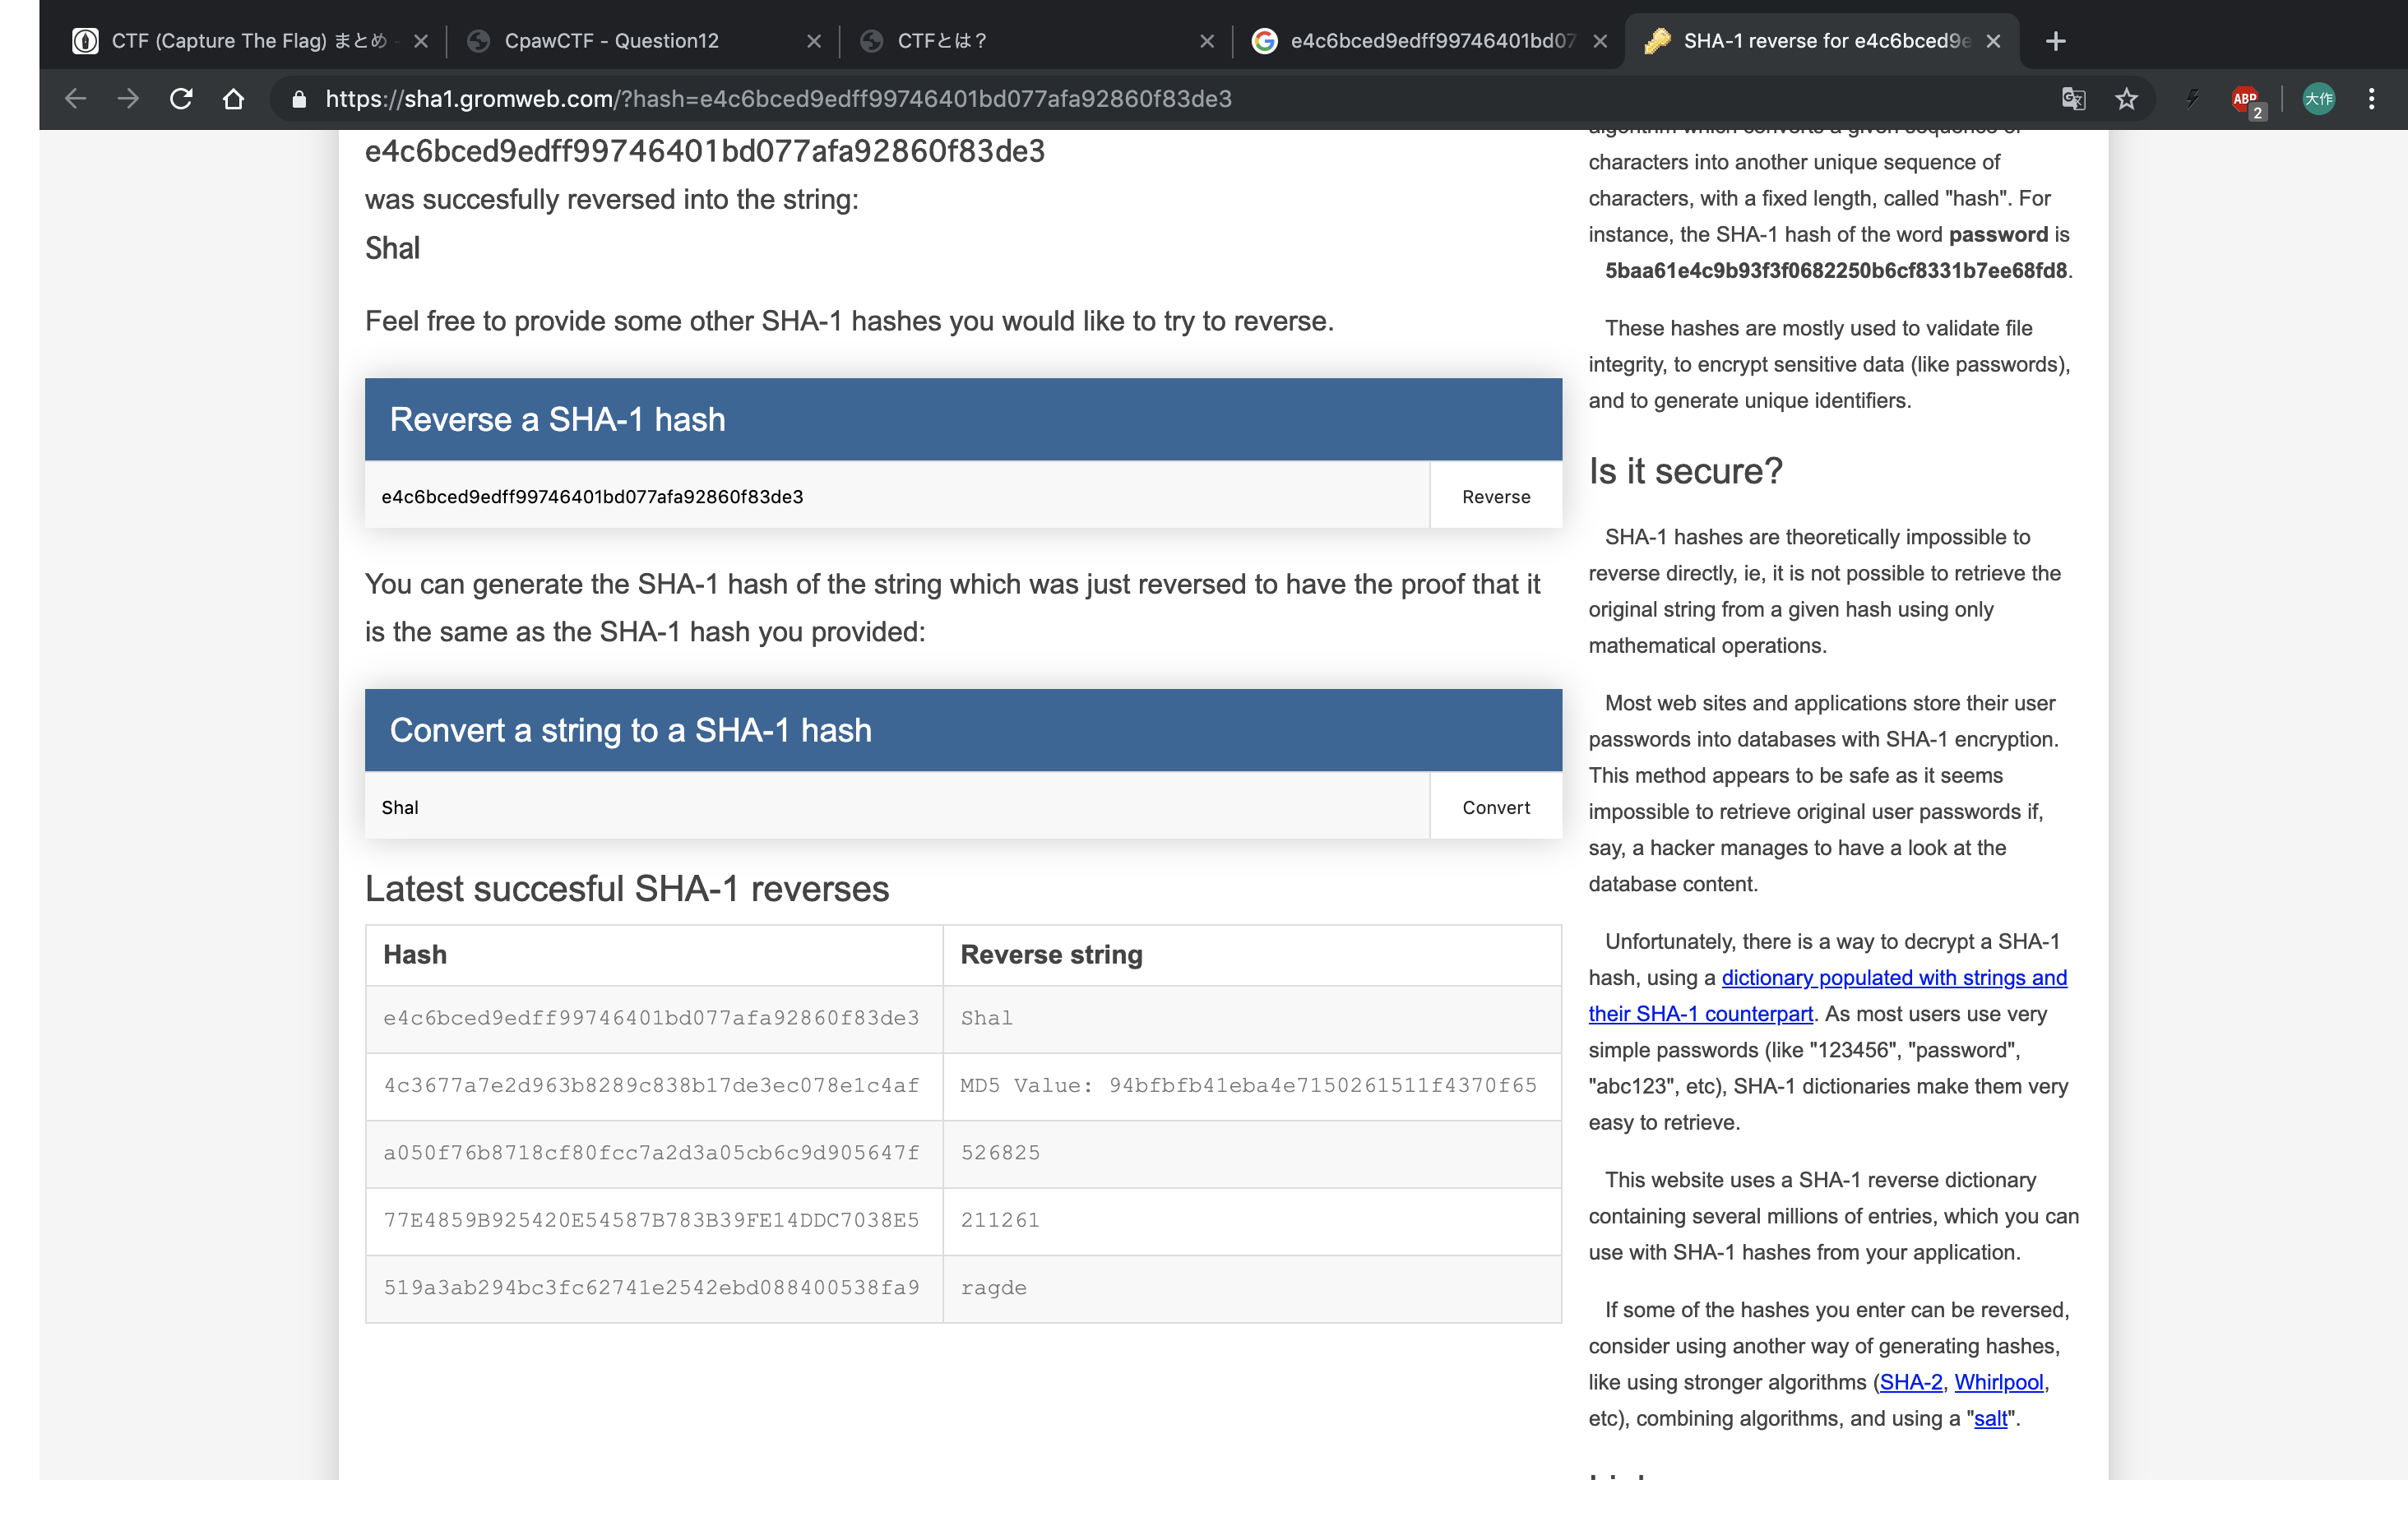 CTF (Capture The Flag) まとめ -
CpawCTF - Question12
CTFとは？
e4c6bced9edff99746401bd07
SHA-1 reverse for e4c6bced9e
https://sha1.gromweb.com/?hash=e4c6bced9edff99746401bd077afa92860f83de3
ABP
2
大作
e4c6bced9edff99746401bd077afa92860f83de3
was succesfully reversed into the string:
Shal
Feel free to provide some other SHA-1 hashes you would like to try to reverse.
Reverse a SHA-1 hash
e4c6bced9edff99746401bd077afa92860f83de3
Reverse
You can generate the SHA-1 hash of the string which was just reversed to have the proof that it
is the same as the SHA-1 hash you provided:
Convert a string to a SHA-1 hash
Shal
Convert
Latest succesful SHA-1 reverses
Hash Reverse string
e4c6bced9edff99746401bd077afa92860f83de3 Shal
4c3677a7e2d963b8289c838b17de3ec078e1c4af MD5 Value: 94bfbfb41eba4e7150261511f4370f65
a050f76b8718cf80fcc7a2d3a05cb6c9d905647f 526825
77E4859B925420E54587B783B39FE14DDC7038E5 211261
519a3ab294bc3fc62741e2542ebd088400538fa9 ragde
algorithm which converts a given sequence of
characters into another unique sequence of
characters, with a fixed length, called "hash". For
instance, the SHA-1 hash of the word password is
5baa61e4c9b93f3f0682250b6cf8331b7ee68fd8.
These hashes are mostly used to validate file
integrity, to encrypt sensitive data (like passwords),
and to generate unique identifiers.
Is it secure?
SHA-1 hashes are theoretically impossible to
reverse directly, ie, it is not possible to retrieve the
original string from a given hash using only
mathematical operations.
Most web sites and applications store their user
passwords into databases with SHA-1 encryption.
This method appears to be safe as it seems
impossible to retrieve original user passwords if,
say, a hacker manages to have a look at the
database content.
Unfortunately, there is a way to decrypt a SHA-1
hash, using a dictionary populated with strings and
their SHA-1 counterpart. As most users use very
simple passwords (like "123456", "password",
"abc123", etc), SHA-1 dictionaries make them very
easy to retrieve.
This website uses a SHA-1 reverse dictionary
containing several millions of entries, which you can
use with SHA-1 hashes from your application.
If some of the hashes you enter can be reversed,
consider using another way of generating hashes,
like using stronger algorithms (SHA-2, Whirlpool,
etc), combining algorithms, and using a "salt".